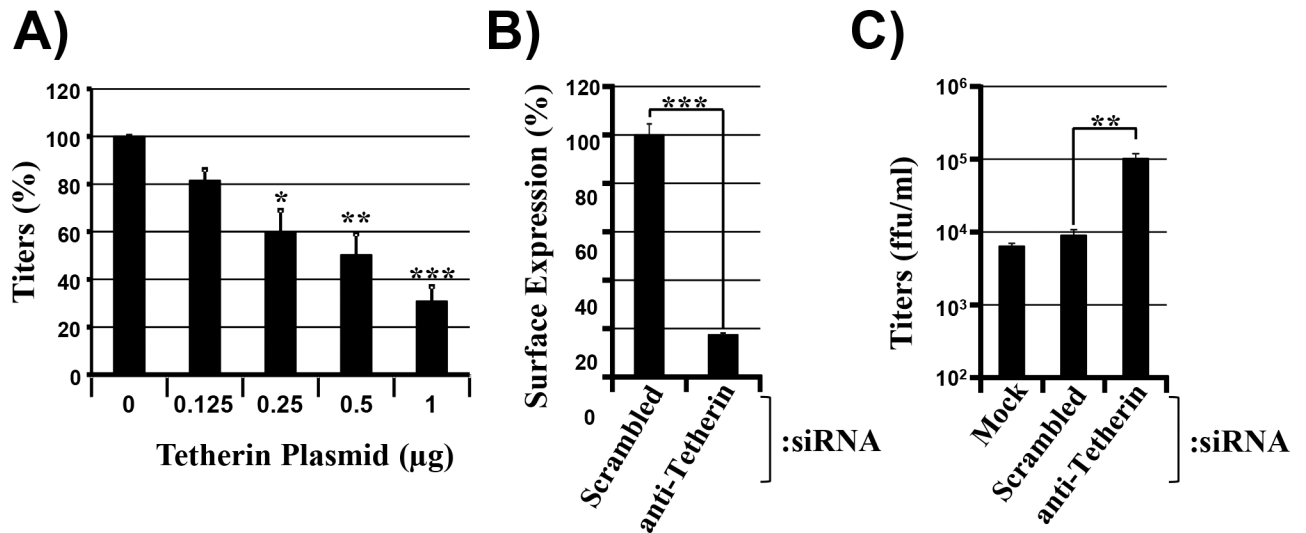 A)
Titers (%)
120
100
80
60
40
20
0
*
**
***
0 0.125 0.25 0.5 1
Tetherin Plasmid (µg)
B)
Surface Expression (%)
120
100
80
60
40
20
0
***
Scrambled
anti-Tetherin
:siRNA
C)
Titers (ffu/ml)
10⁶
10⁵
10⁴
10³
10²
**
Mock
Scrambled
anti-Tetherin
:siRNA